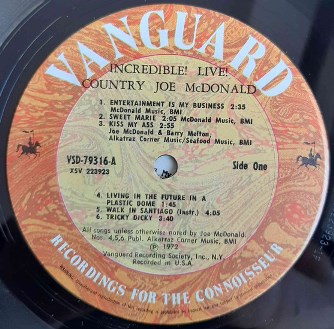 VANGUARD
INCREDIBLE! LIVE!
COUNTRY JOE McDONALD
1. ENTERTAINMENT IS MY BUSINESS 2:35
McDonald Music, BMI
2. SWEET MARIE 2:05 McDonald Music, BMI
3. KISS MY ASS 2:55
Joe McDonald & Barry Melton,
Alkatraz Corner Music/Seafood Music, BMI
VSD-79316-A
XSV 223923
Side One
4. LIVING IN THE FUTURE IN A
PLASTIC DOME 1:45
5. WALK IN SANTIAGO (Instr.) 4:05
6. TRICKY DICKY 3:40
All songs unless otherwise noted by Joe McDonald.
Nos. 4,5,6 Publ. Alkatraz Corner Music, BMI
℗ 1972
Vanguard Recording Society, Inc., N.Y.
Recorded in U.S.A.
RECORDINGS FOR THE CONNOISSEUR